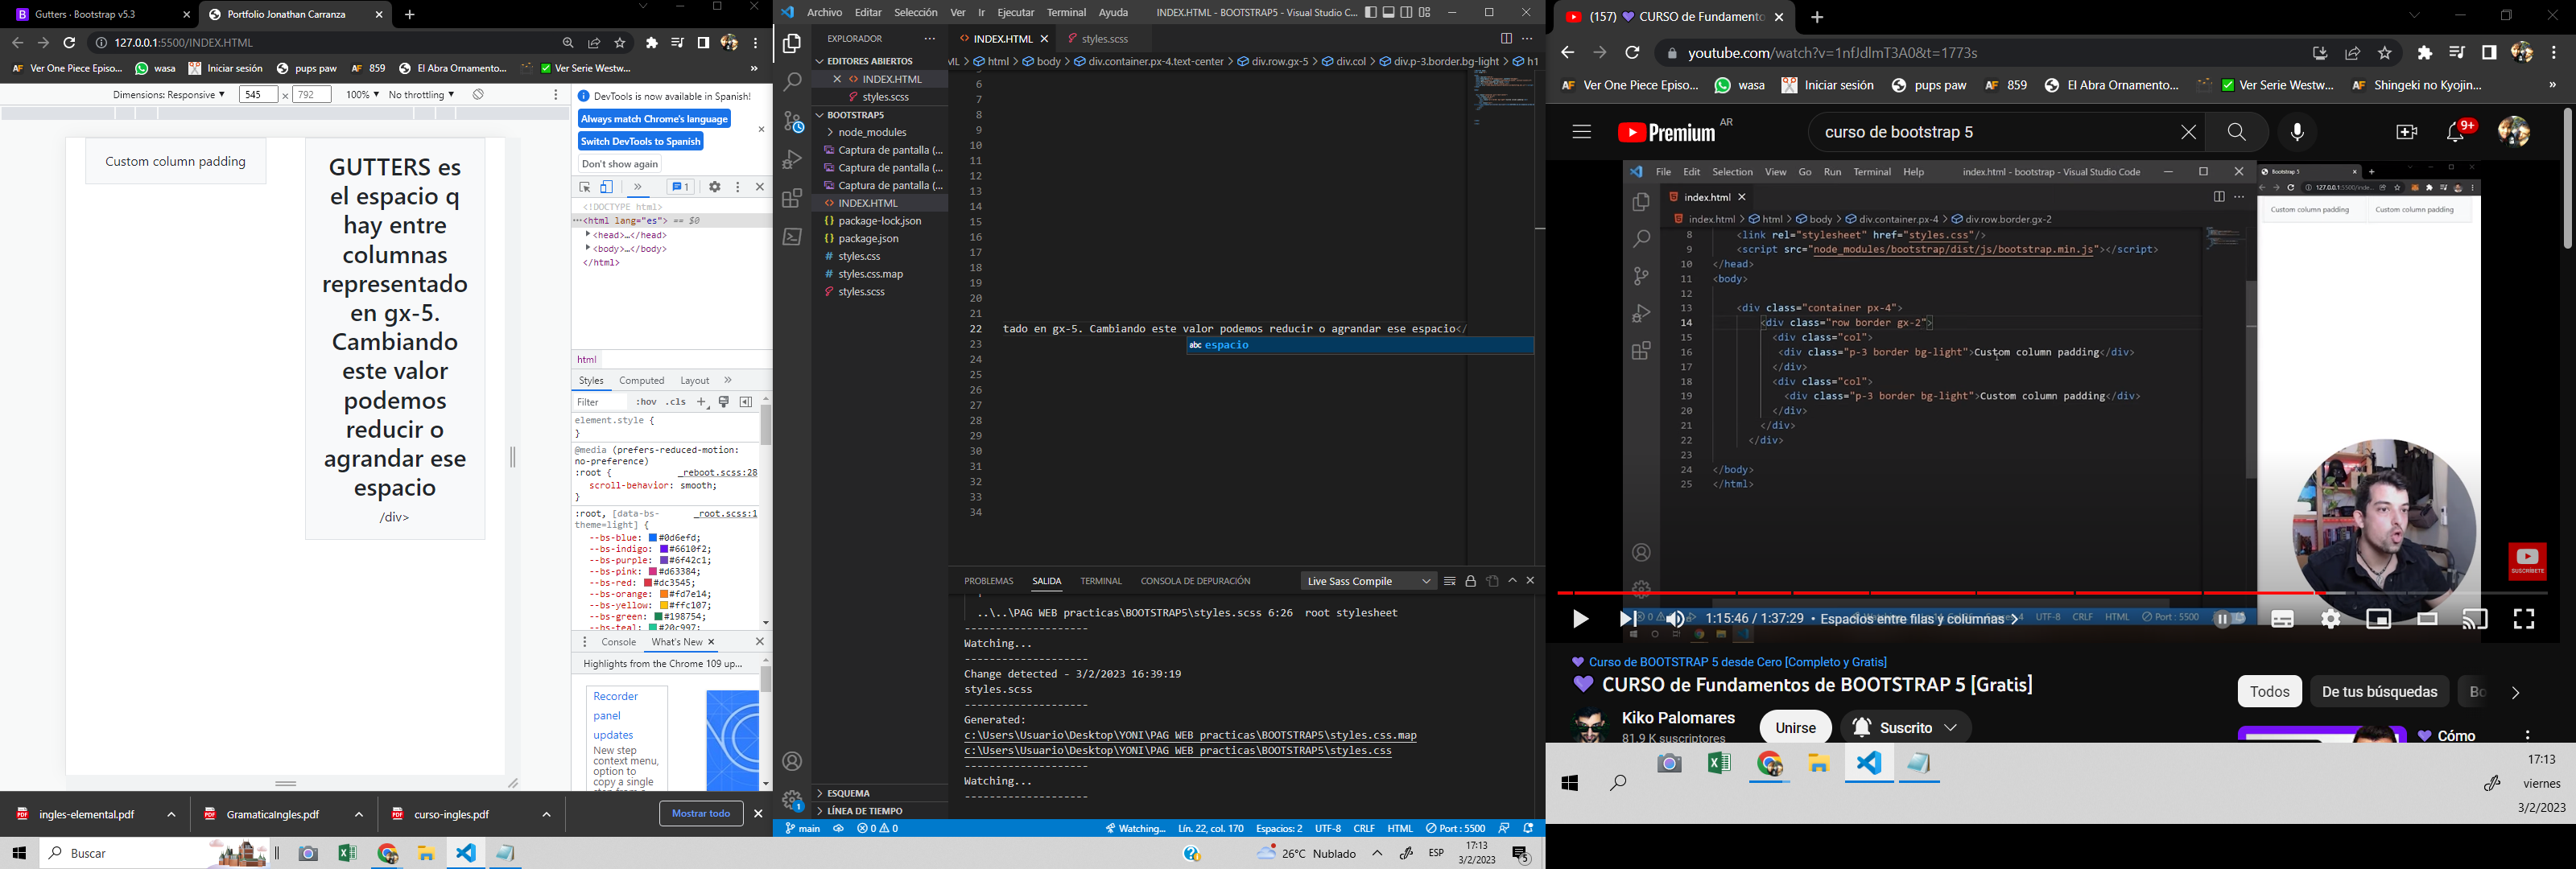 Gutters · Bootstrap v5.3
Portfolio Jonathan Carranza
127.0.0.1:5500/INDEX.HTML
Ver One Piece Episo...
wasa
Iniciar sesión
pups paw
859
El Abra Ornamento...
Ver Serie Westw...
»
Dimensions: Responsive
545
×
792
100%
No throttling
Custom column padding
GUTTERS es
el espacio q
hay entre
columnas
representado
en gx-5.
Cambiando
este valor
podemos
reducir o
agrandar ese
espacio
/div>
DevTools is now available in Spanish!
Always match Chrome's language
Switch DevTools to Spanish
Don't show again
1
<!DOCTYPE html>
<html lang="es"> == $0
<head>…</head>
<body>…</body>
</html>
html
Styles
Computed
Layout
»
Filter
:hov
.cls
element.style {
}
@media (prefers-reduced-motion:
no-preference)
:root {
_reboot.scss:28
scroll-behavior: smooth;
}
:root, [data-bs-
_root.scss:1
theme=light] {
--bs-blue: #0d6efd;
--bs-indigo: #6610f2;
--bs-purple: #6f42c1;
--bs-pink: #d63384;
--bs-red: #dc3545;
--bs-orange: #fd7e14;
--bs-yellow: #ffc107;
--bs-green: #198754;
--bs-teal: #20c997;
Console
What's New
Highlights from the Chrome 109 up...
Recorder
panel
updates
New step
context menu,
option to
copy a single
ingles-elemental.pdf
GramaticaIngles.pdf
curso-ingles.pdf
Mostrar todo
Buscar
Archivo
Editar
Selección
Ver
Ir
Ejecutar
Terminal
Ayuda
INDEX.HTML - BOOTSTRAP5 - Visual Studio C...
EXPLORADOR
EDITORES ABIERTOS
INDEX.HTML
styles.scss
BOOTSTRAP5
node_modules
Captura de pantalla (...
Captura de pantalla (...
Captura de pantalla (...
INDEX.HTML
package-lock.json
package.json
styles.css
styles.css.map
styles.scss
ESQUEMA
LÍNEA DE TIEMPO
INDEX.HTML
styles.scss
ML > html > body > div.container.px-4.text-center > div.row.gx-5 > div.col > div.p-3.border.bg-light > h1
6
7
8
9
10
11
12
13
14
15
16
17
18
19
20
21
22 tado en gx-5. Cambiando este valor podemos reducir o agrandar ese espacio</
abc espacio
23
24
25
26
27
28
29
30
31
32
33
34
PROBLEMAS
SALIDA
TERMINAL
CONSOLA DE DEPURACIÓN
Live Sass Compile
..\..\PAG WEB practicas\BOOTSTRAP5\styles.scss 6:26 root stylesheet
--------------------
Watching...
--------------------
Change detected - 3/2/2023 16:39:19
styles.scss
--------------------
Generated:
c:\Users\Usuario\Desktop\YONI\PAG WEB practicas\BOOTSTRAP5\styles.css.map
c:\Users\Usuario\Desktop\YONI\PAG WEB practicas\BOOTSTRAP5\styles.css
--------------------
Watching...
--------------------
main
0
0
Watching...
Lín. 22, col. 170
Espacios: 2
UTF-8
CRLF
HTML
Port : 5500
26°C Nublado
ESP
17:13
3/2/2023
5
(157) 💜 CURSO de Fundamento
youtube.com/watch?v=1nfJdlmT3A0&t=1773s
Ver One Piece Episo...
wasa
Iniciar sesión
pups paw
859
El Abra Ornamento...
Ver Serie Westw...
Shingeki no Kyojin...
»
Premium
AR
curso de bootstrap 5
9+
File
Edit
Selection
View
Go
Run
Terminal
Help
index.html - bootstrap - Visual Studio Code
index.html
index.html > html > body > div.container.px-4 > div.row.border.gx-2
8 <link rel="stylesheet" href="styles.css"/>
9 <script src="node_modules/bootstrap/dist/js/bootstrap.min.js"></script>
10 </head>
11 <body>
12
13 <div class="container px-4">
14 <div class="row border gx-2">
15 <div class="col">
16 <div class="p-3 border bg-light">Custom column padding</div>
17 </div>
18 <div class="col">
19 <div class="p-3 border bg-light">Custom column padding</div>
20 </div>
21 </div>
22 </div>
23
24 </body>
25 </html>
Bootstrap 5
Custom column padding
Custom column padding
SUSCRÍBETE
1:15:46 / 1:37:29 • Espacios entre filas y columnas
UTF-8
CRLF
HTML
Port : 5500
💜 Curso de BOOTSTRAP 5 desde Cero [Completo y Gratis]
💜 CURSO de Fundamentos de BOOTSTRAP 5 [Gratis]
Kiko Palomares
81.9 K suscriptores
Unirse
Suscrito
Todos
De tus búsquedas
Bo
💜 Cómo
17:13
viernes
3/2/2023